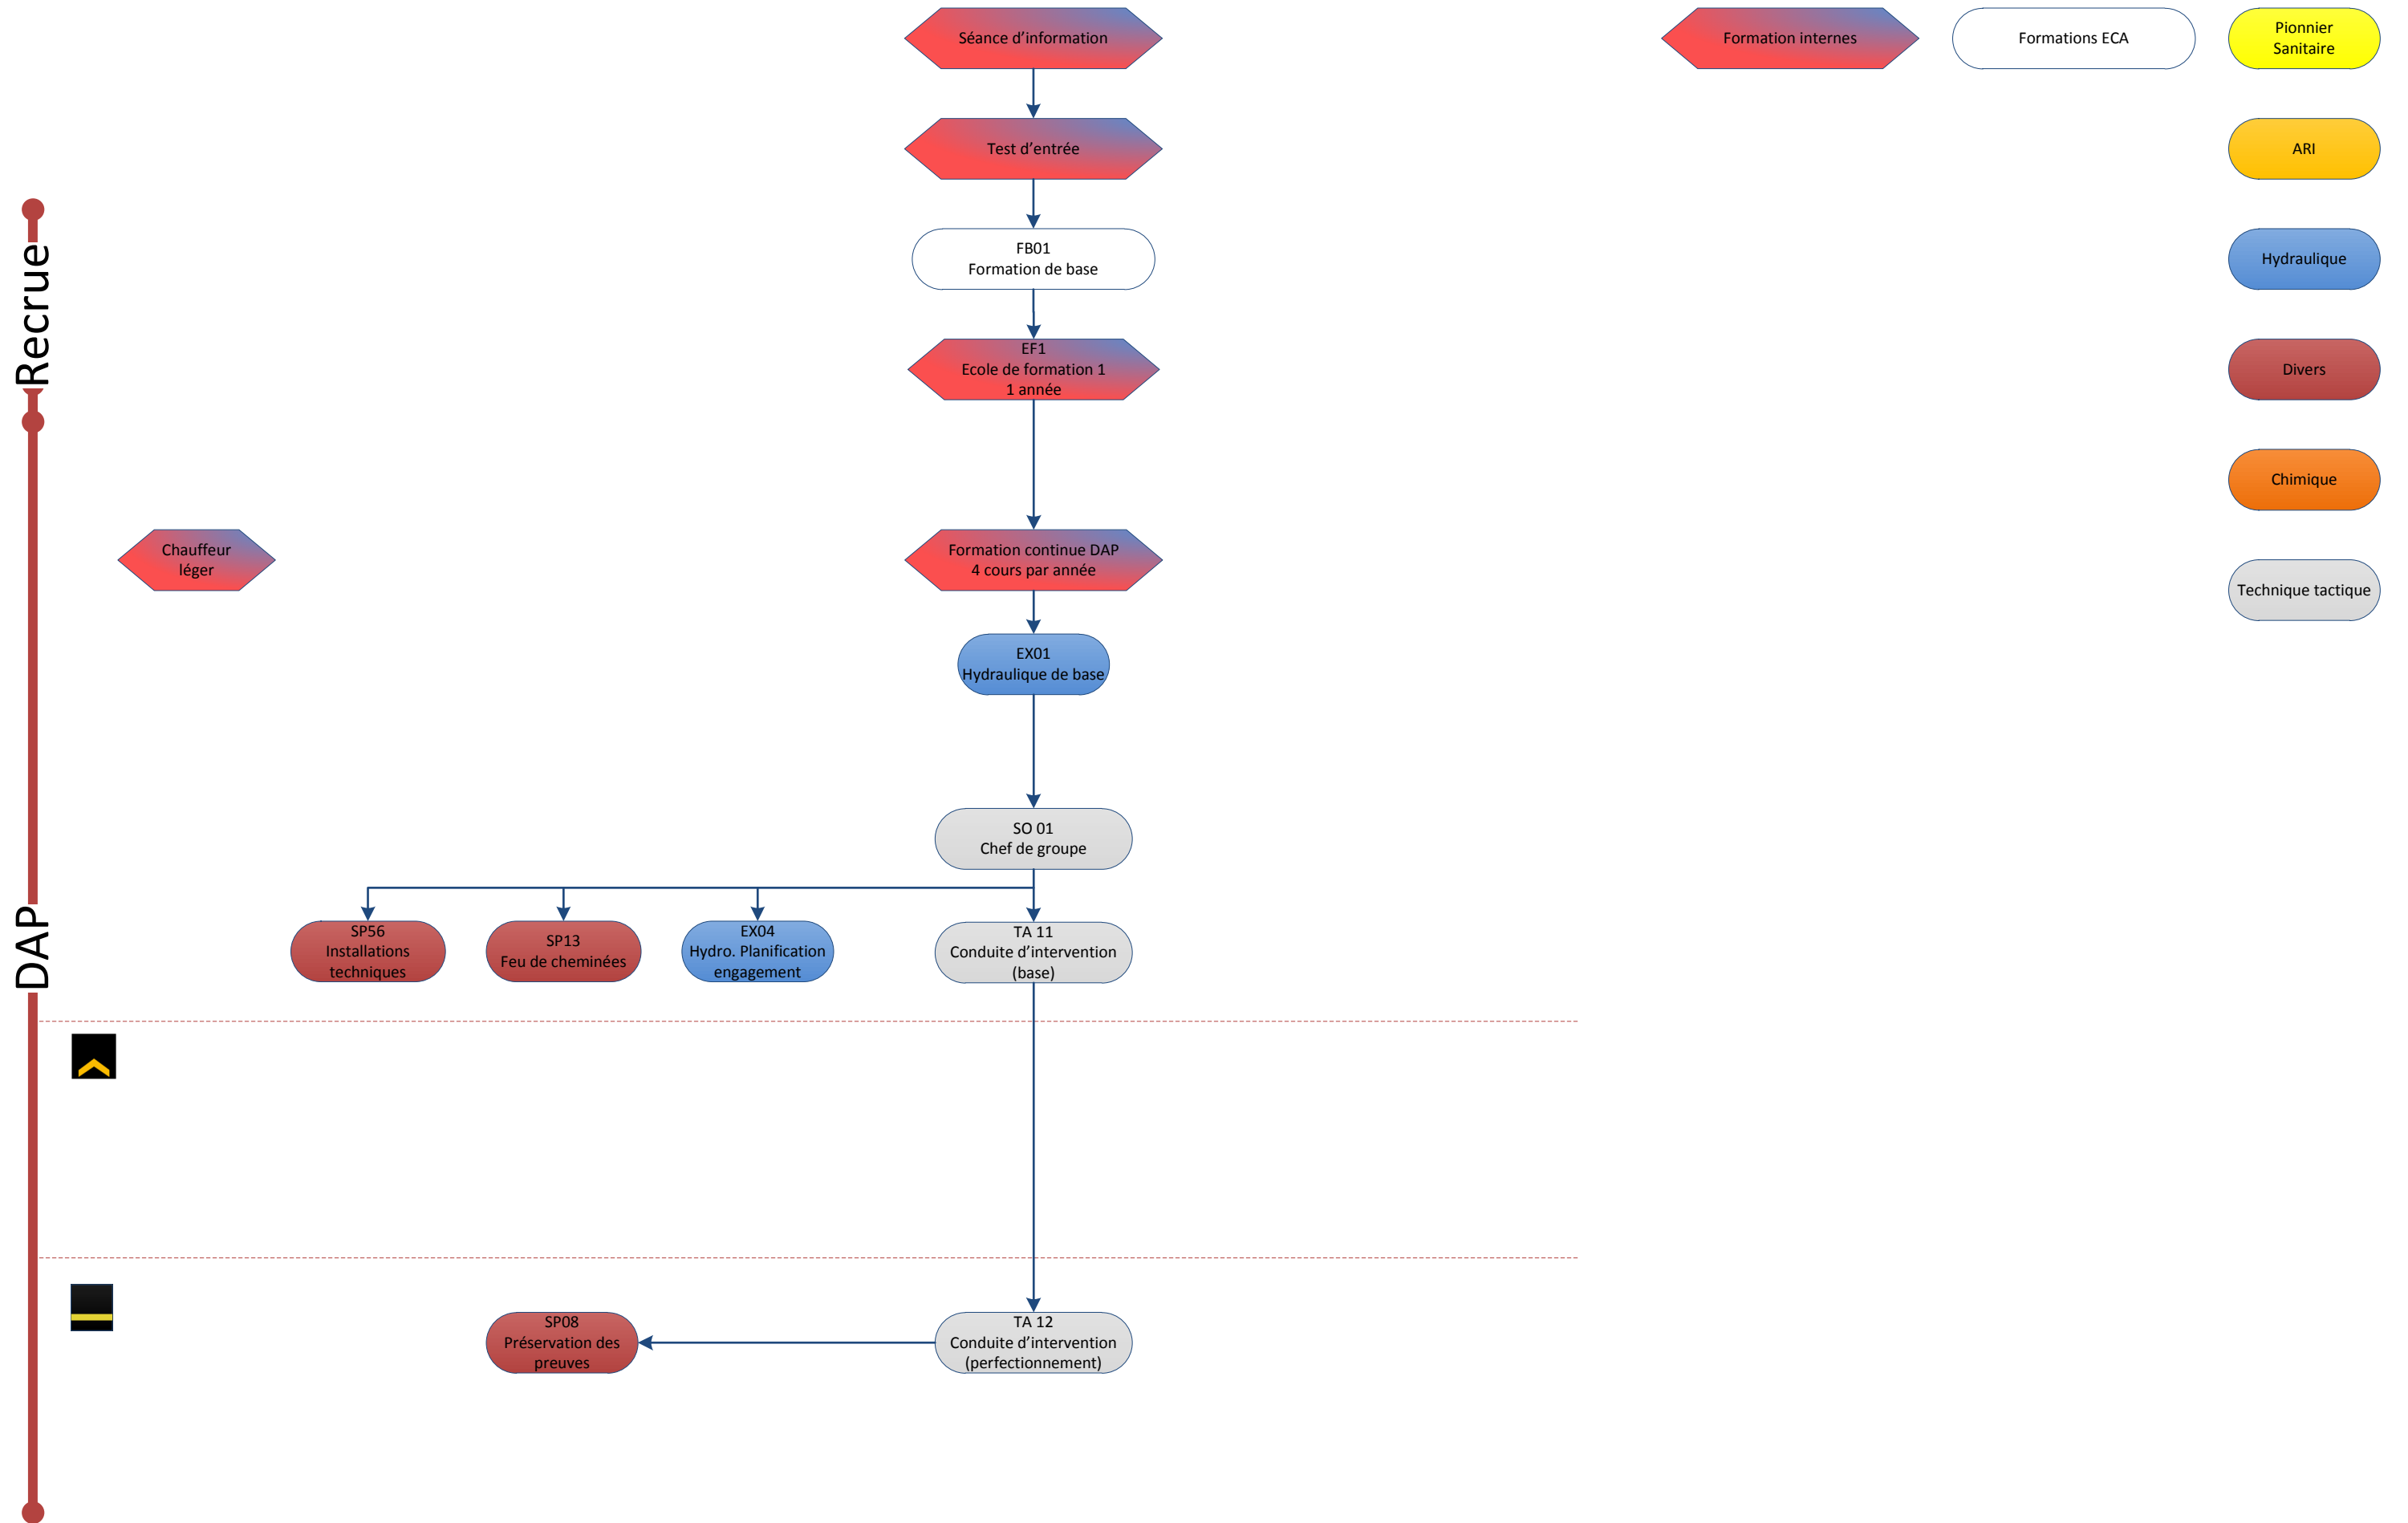 Séance d'information
Formation internes
Formations ECA
Pionnier
Sanitaire
Test d'entrée
ARI
Recrue
FB01
Formation de base
Hydraulique
EF1
Ecole de formation 1
1 année
Divers
Chimique
DAP
Chauffeur
léger
Formation continue DAP
4 cours par année
Technique tactique
EX01
Hydraulique de base
SO 01
Chef de groupe
SP56
Installations
techniques
SP13
Feu de cheminées
EX04
Hydro. Planification
engagement
TA 11
Conduite d'intervention
(base)
SP08
Préservation des
preuves
TA 12
Conduite d'intervention
(perfectionnement)